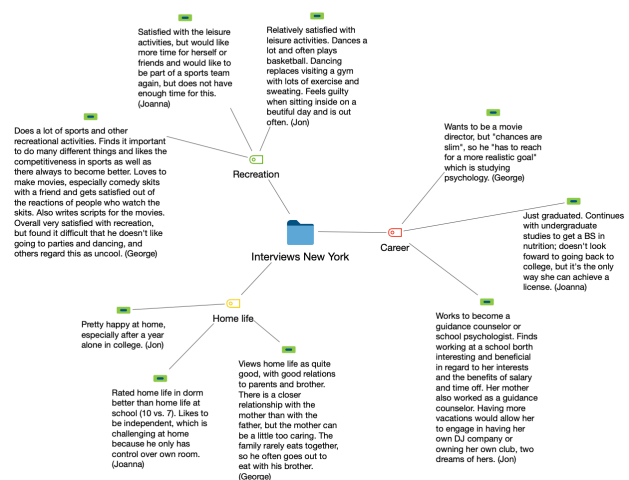 Satisfied with the leisure
activities, but would like
more time for herself or
friends and would like to
be part of a sports team
again, but does not have
enough time for this.
(Joanna)
Relatively satisfied with
leisure activities. Dances a
lot and often plays
basketball. Dancing
replaces visiting a gym
with lots of exercise and
sweating. Feels guilty
when sitting inside on a
beutiful day and is out
often. (Jon)
Does a lot of sports and other
recreational activities. Finds it important
to do many different things and likes the
competitiveness in sports as well as
there always to become better. Loves to
make movies, especially comedy skits
with a friend and gets satisfied out of
the reactions of people who watch the
skits. Also writes scripts for the movies.
Overall very satisfied with recreation,
but found it difficult that he doesn't like
going to parties and dancing, and
others regard this as uncool. (George)
Recreation
Wants to be a movie
director, but "chances are
slim", so he "has to reach
for a more realistic goal"
which is studying
psychology. (George)
Interviews New York
Career
Just graduated. Continues
with undergraduate
studies to get a BS in
nutrition; doesn't look
foward to going back to
college, but it's the only
way she can achieve a
license. (Joanna)
Home life
Pretty happy at home,
especially after a year
alone in college. (Jon)
Works to become a
guidance counselor or
school psychologist. Finds
working at a school borth
interesting and beneficial
in regard to her interests
and the benefits of salary
and time off. Her mother
also worked as a guidance
counselor. Having more
vacations would allow her
to engage in having her
own DJ company or
owning her own club, two
dreams of hers. (Jon)
Rated home life in dorm
better than home life at
school (10 vs. 7). Likes to
be independent, which is
challenging at home
because he only has
control over own room.
(Joanna)
Views home life as quite
good, with good relations
to parents and brother.
There is a closer
relationship with the
mother than with the
father, but the mother can
be a little too caring. The
family rarely eats together,
so he often goes out to
eat with his brother.
(George)